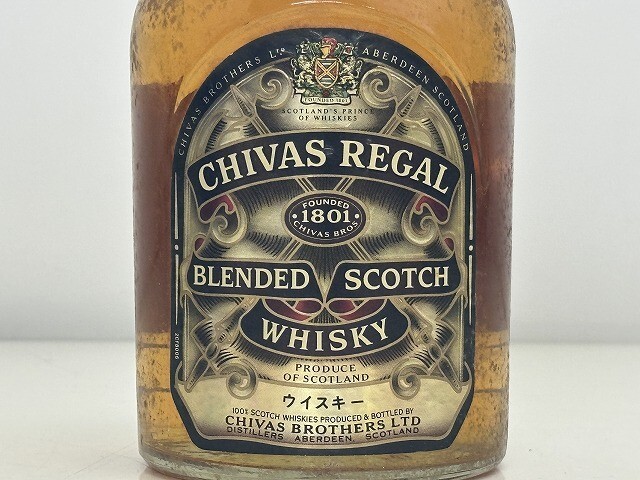 CHIVAS BROTHERS LTD ABERDEEN SCOTLAND
FOUNDED 1801
SCOTLAND'S PRINCE
OF WHISKIES
CHIVAS REGAL
FOUNDED
1801
CHIVAS BROS
BLENDED SCOTCH
WHISKY
PRODUCE
OF SCOTLAND
ウイスキー
100% SCOTCH WHISKIES PRODUCED & BOTTLED BY
CHIVAS BROTHERS LTD
DISTILLERS ABERDEEN, SCOTLAND